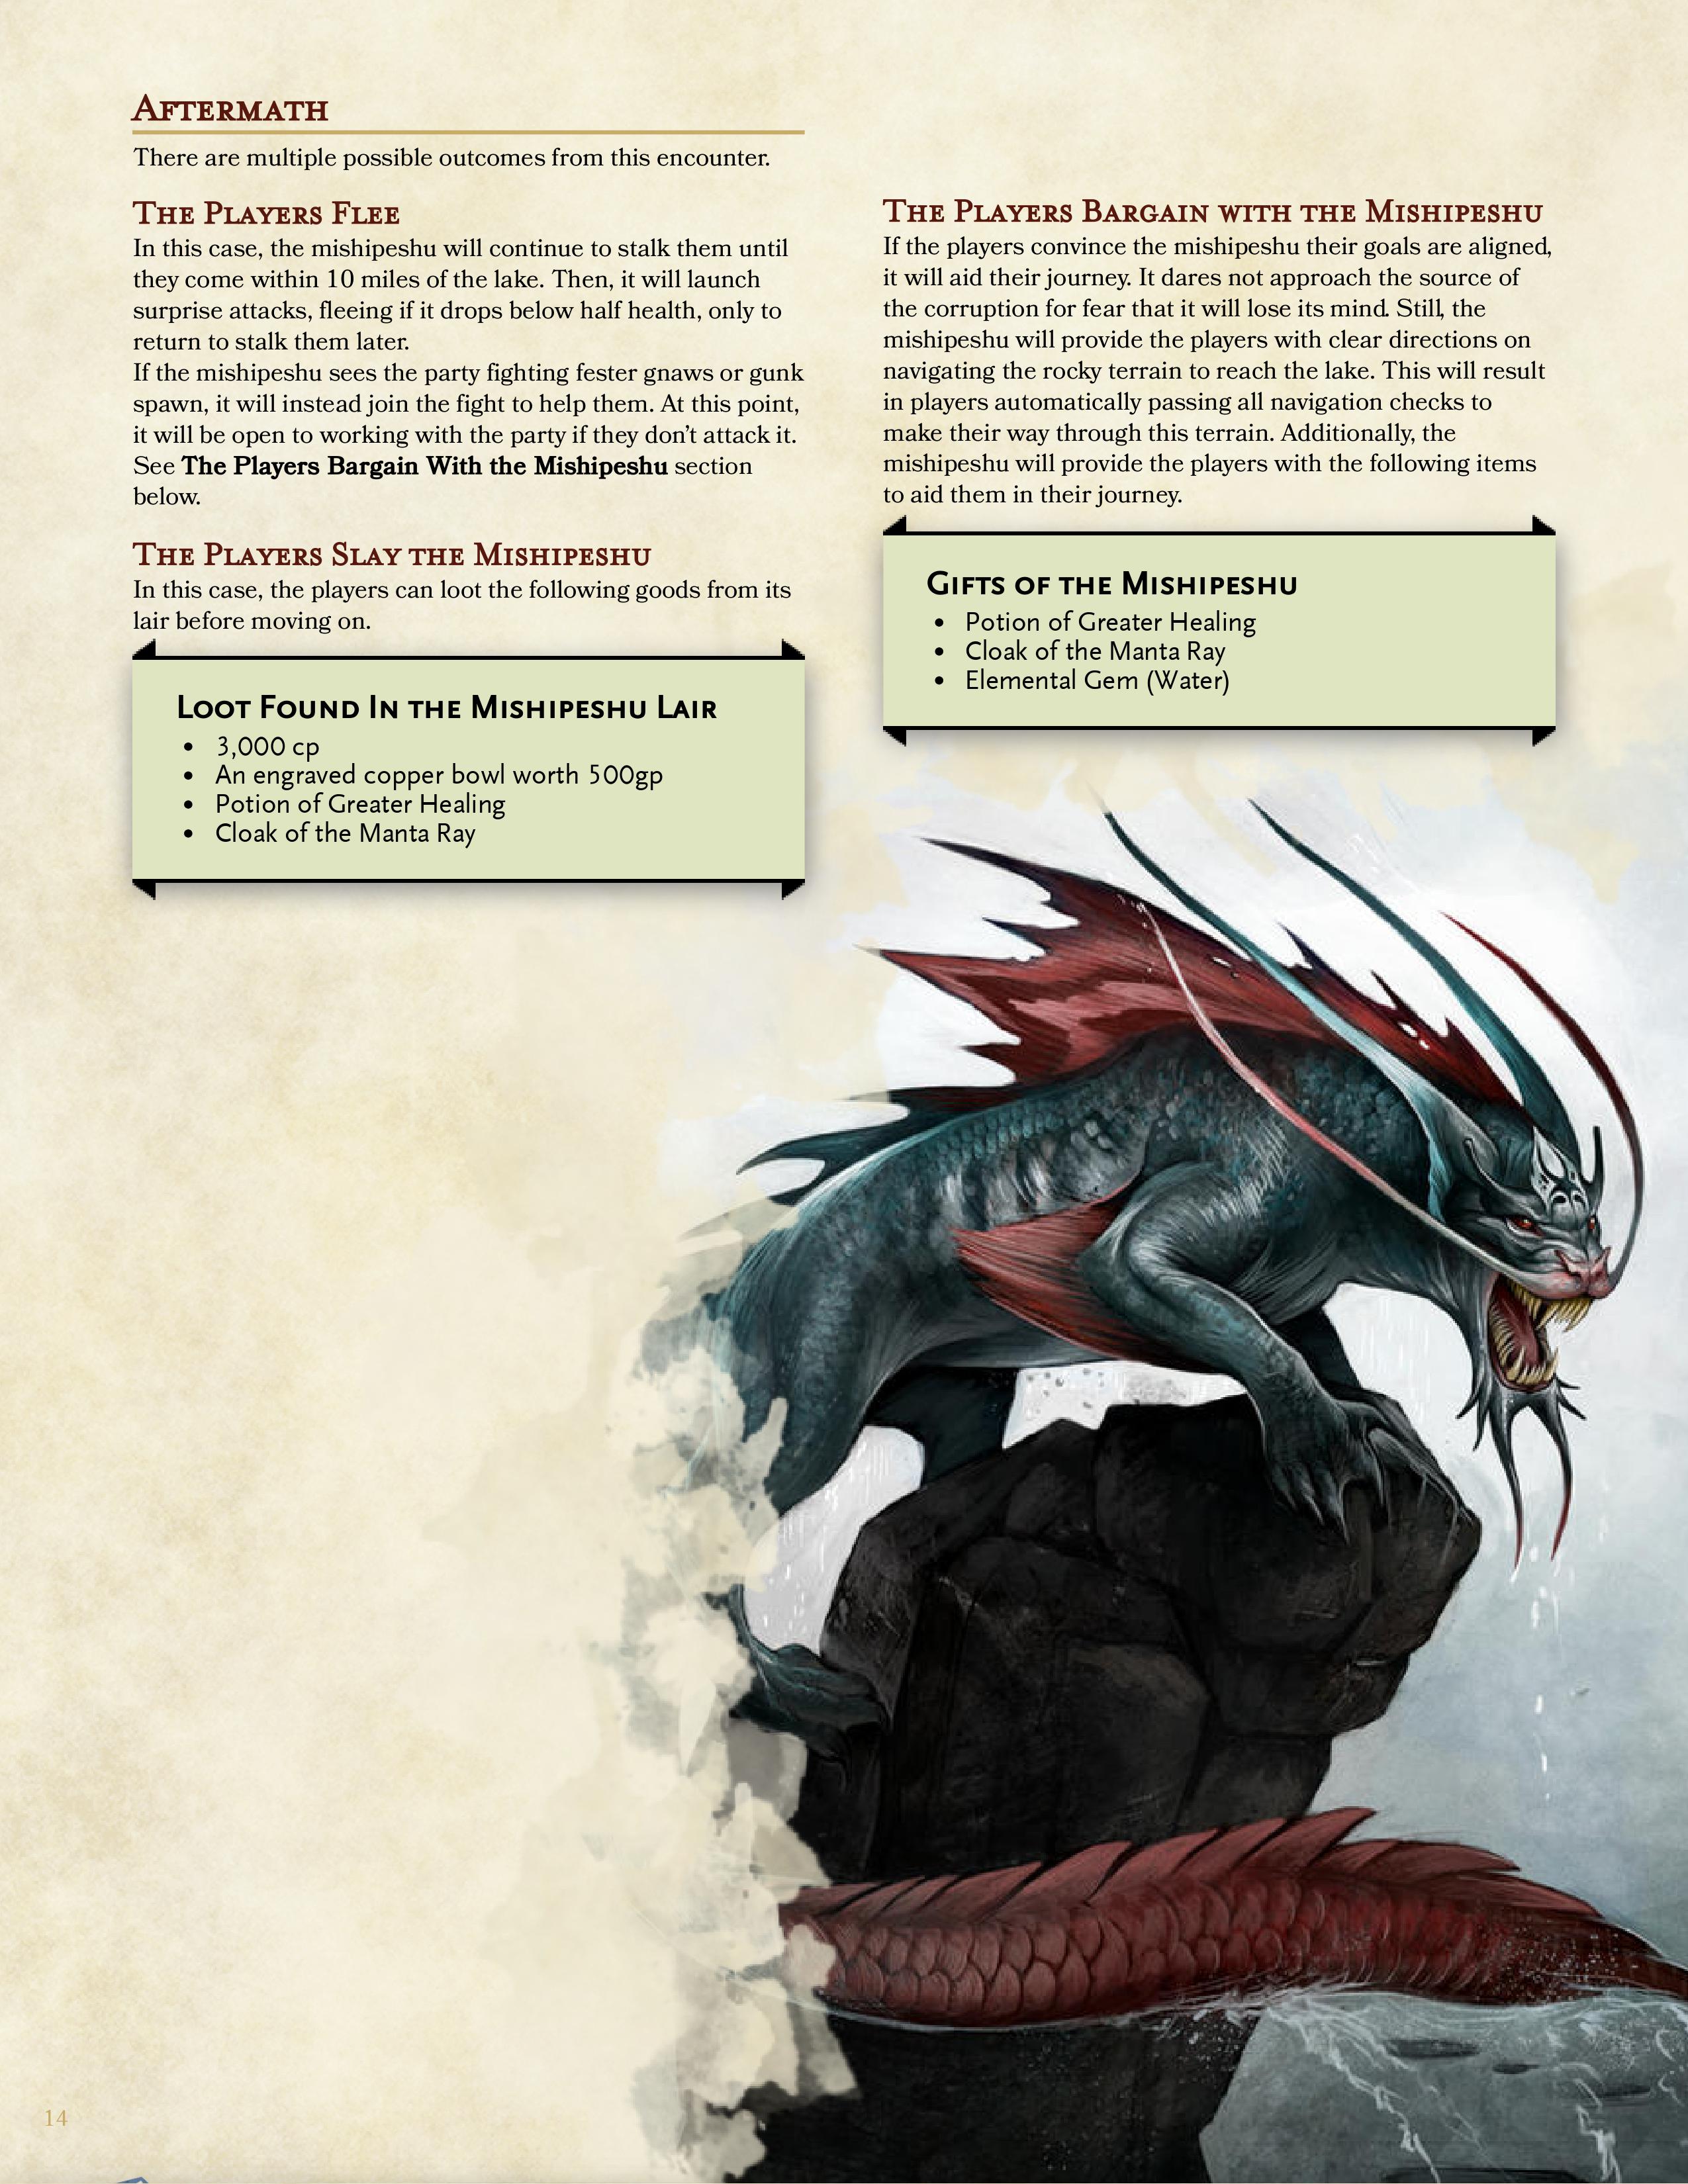 Aftermath
There are multiple possible outcomes from this encounter.
The Players Flee
In this case, the mishipeshu will continue to stalk them until
they come within 10 miles of the lake. Then, it will launch
surprise attacks, fleeing if it drops below half health, only to
return to stalk them later.
If the mishipeshu sees the party fighting fester gnaws or gunk
spawn, it will instead join the fight to help them. At this point,
it will be open to working with the party if they don't attack it.
See The Players Bargain With the Mishipeshu section
below.
The Players Slay the Mishipeshu
In this case, the players can loot the following goods from its
lair before moving on.
Loot Found In the Mishipeshu Lair
• 3,000 cp
• An engraved copper bowl worth 500gp
• Potion of Greater Healing
• Cloak of the Manta Ray
The Players Bargain with the Mishipeshu
If the players convince the mishipeshu their goals are aligned,
it will aid their journey. It dares not approach the source of
the corruption for fear that it will lose its mind. Still, the
mishipeshu will provide the players with clear directions on
navigating the rocky terrain to reach the lake. This will result
in players automatically passing all navigation checks to
make their way through this terrain. Additionally, the
mishipeshu will provide the players with the following items
to aid them in their journey.
Gifts of the Mishipeshu
• Potion of Greater Healing
• Cloak of the Manta Ray
• Elemental Gem (Water)
14